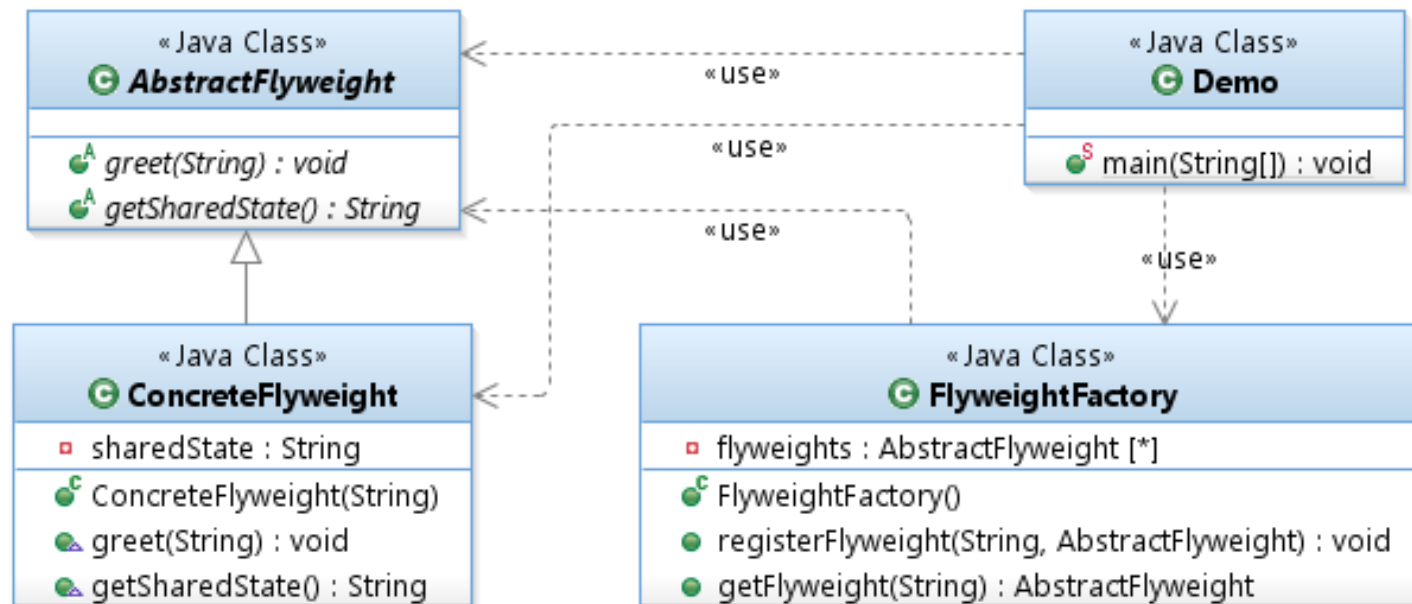 «Java Class»
AbstractFlyweight
greet(String) : void
getSharedState() : String
«use»
«use»
«use»
«Java Class»
Demo
main(String[]) : void
«use»
«Java Class»
ConcreteFlyweight
sharedState : String
ConcreteFlyweight(String)
greet(String) : void
getSharedState() : String
«Java Class»
FlyweightFactory
flyweights : AbstractFlyweight [*]
FlyweightFactory()
registerFlyweight(String, AbstractFlyweight) : void
getFlyweight(String) : AbstractFlyweight